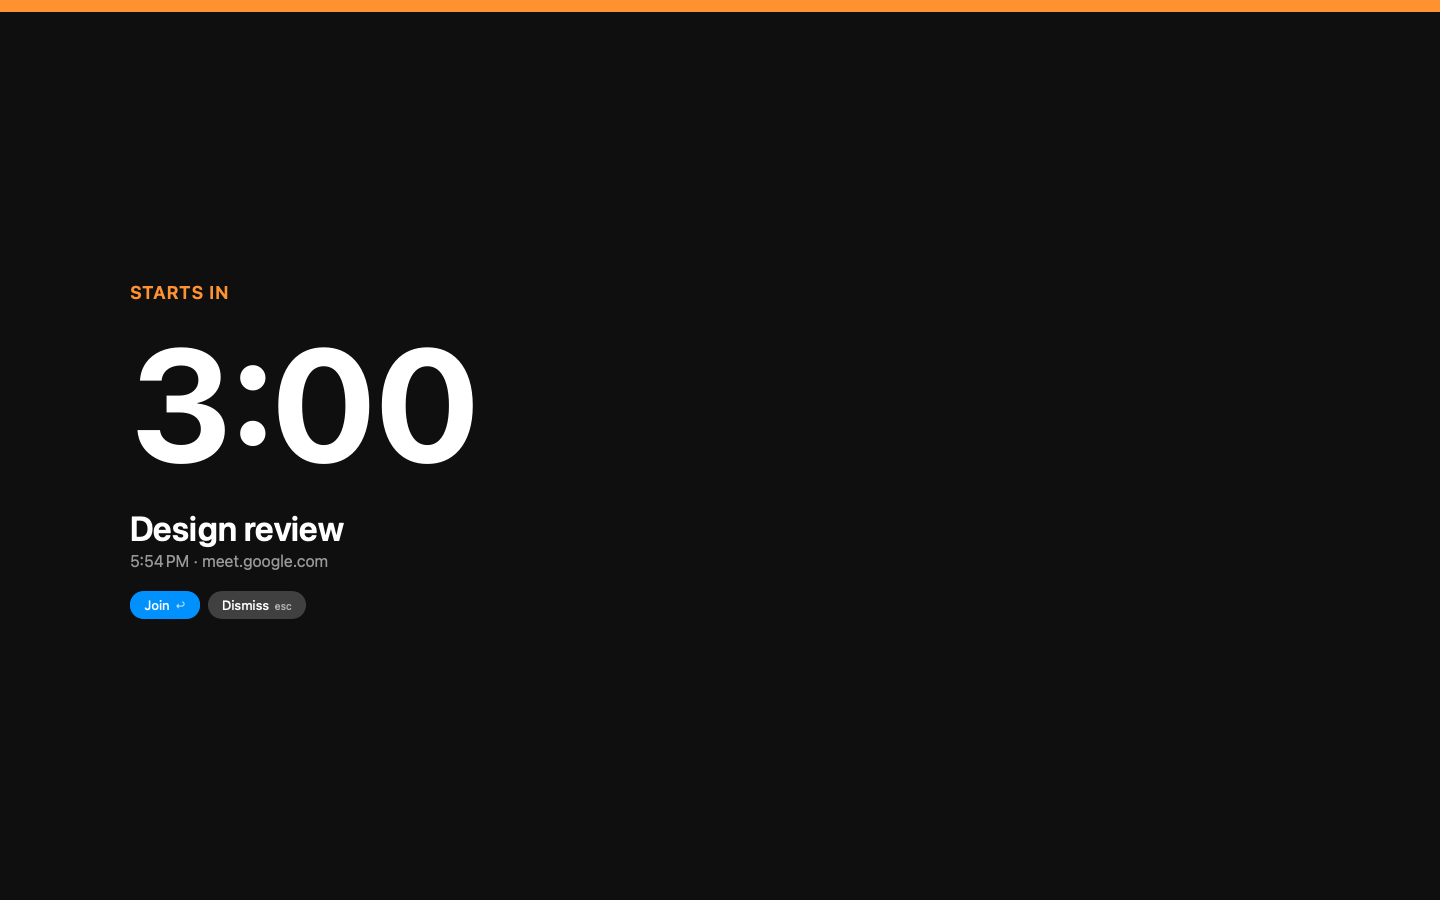 STARTS IN
3:00
Design review
5:54 PM · meet.google.com
Join ↩ Dismiss esc